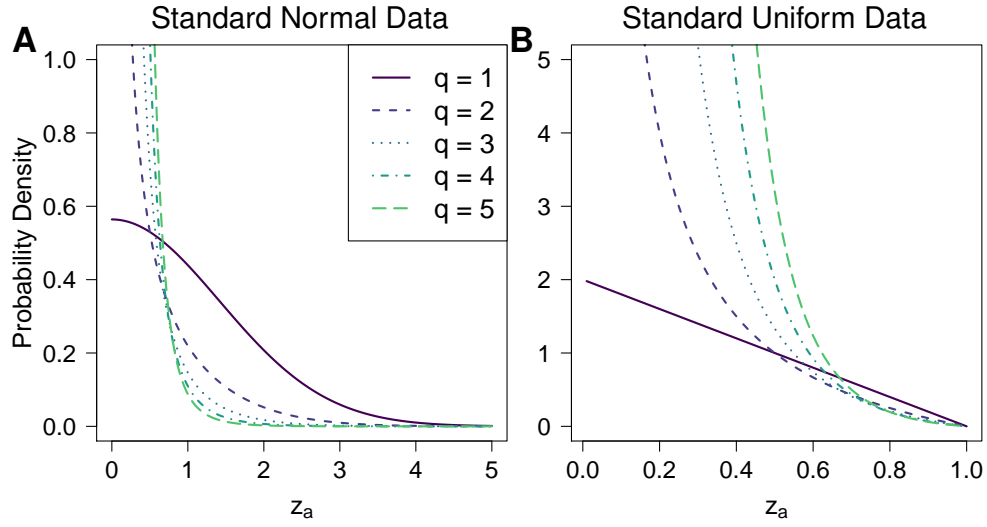 Standard Normal Data
Standard Uniform Data
A
B
Probability Density
1.0
0.8
0.6
0.4
0.2
0.0
q = 1
q = 2
q = 3
q = 4
q = 5
0 1 2 3 4 5
zₐ
5
4
3
2
1
0
0.0 0.2 0.4 0.6 0.8 1.0
zₐ